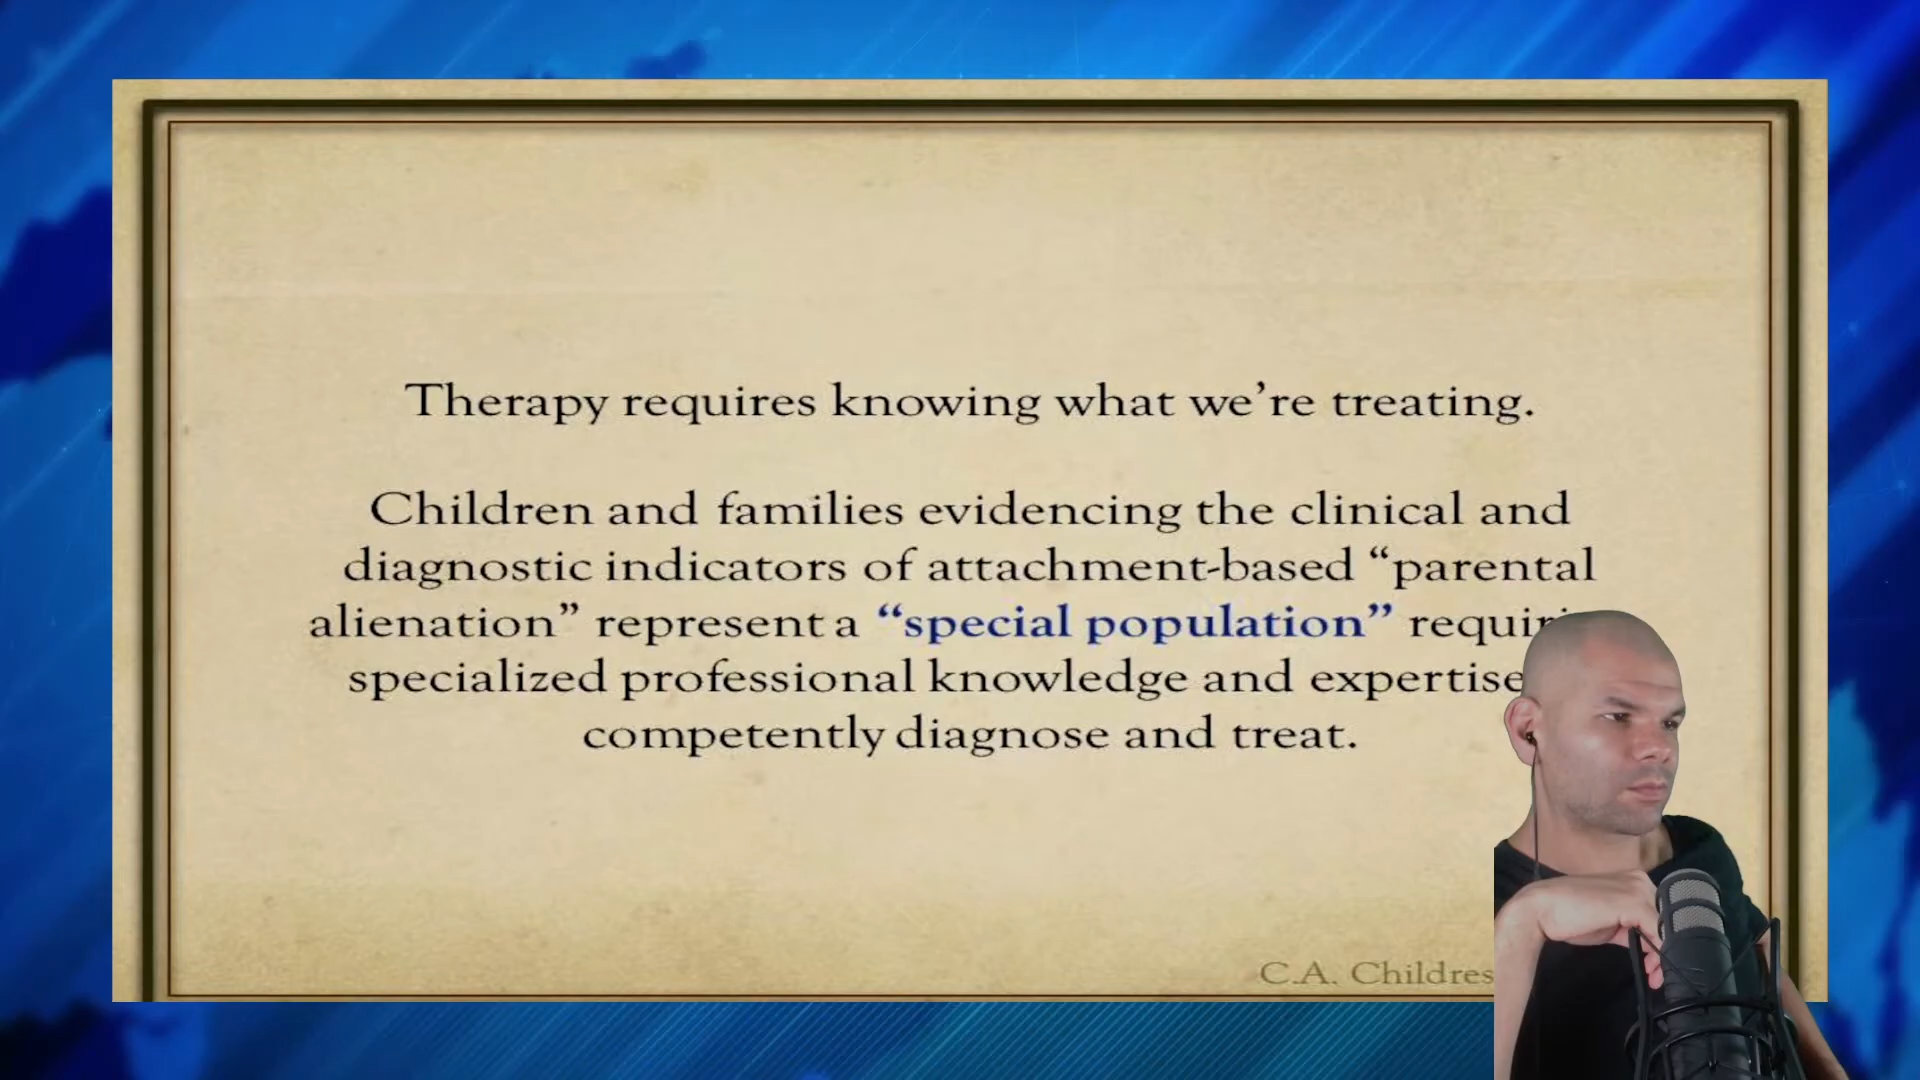 Therapy requires knowing what we're treating.
Children and families evidencing the clinical and
diagnostic indicators of attachment-based “parental
alienation” represent a “special population”
specialized professional knowledge and expertise
competently diagnose and treat.
C.A.